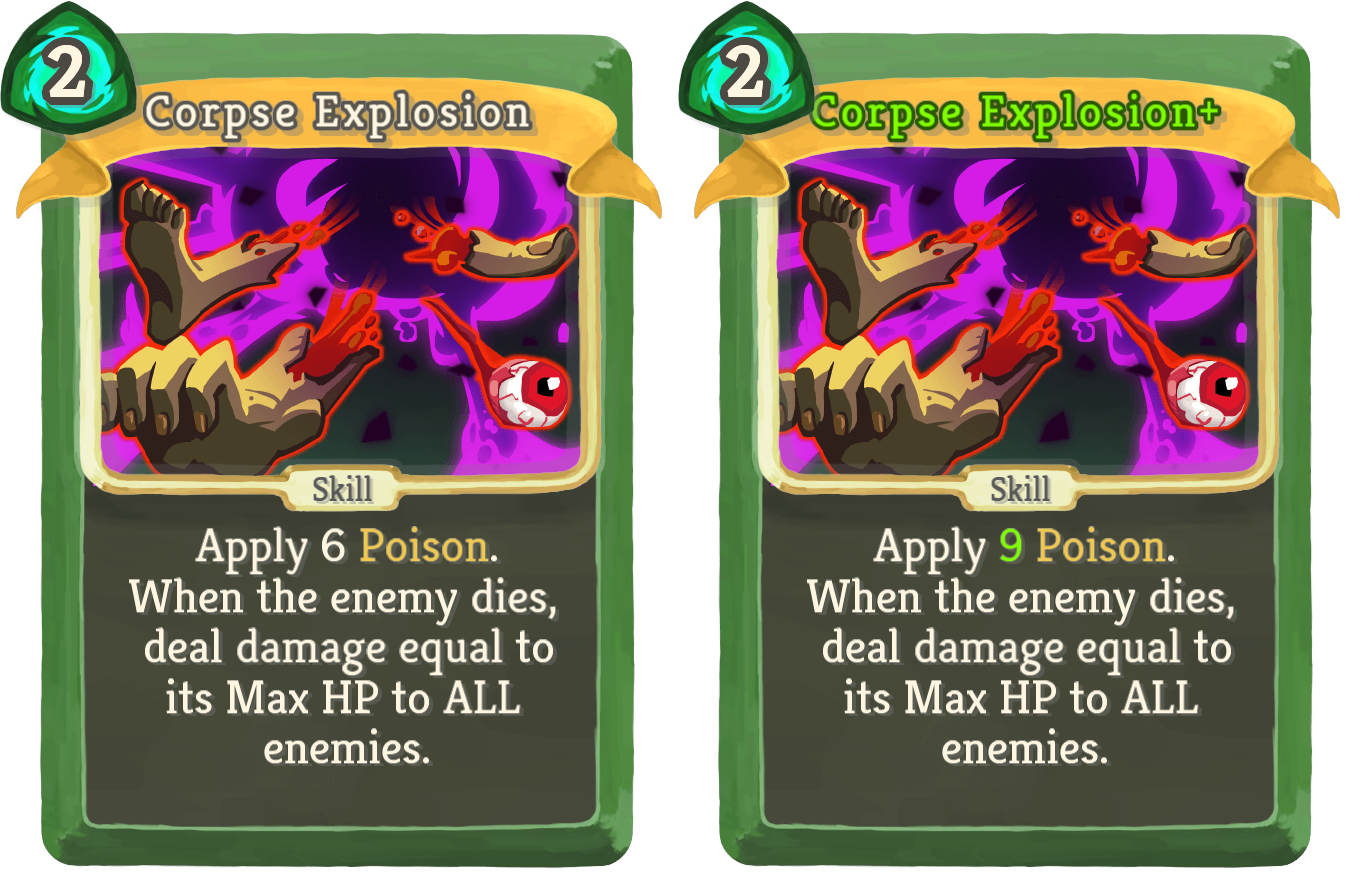 2
Corpse Explosion
Skill
Apply 6 Poison.
When the enemy dies,
deal damage equal to
its Max HP to ALL
enemies.
2
Corpse Explosion+
Skill
Apply 9 Poison.
When the enemy dies,
deal damage equal to
its Max HP to ALL
enemies.